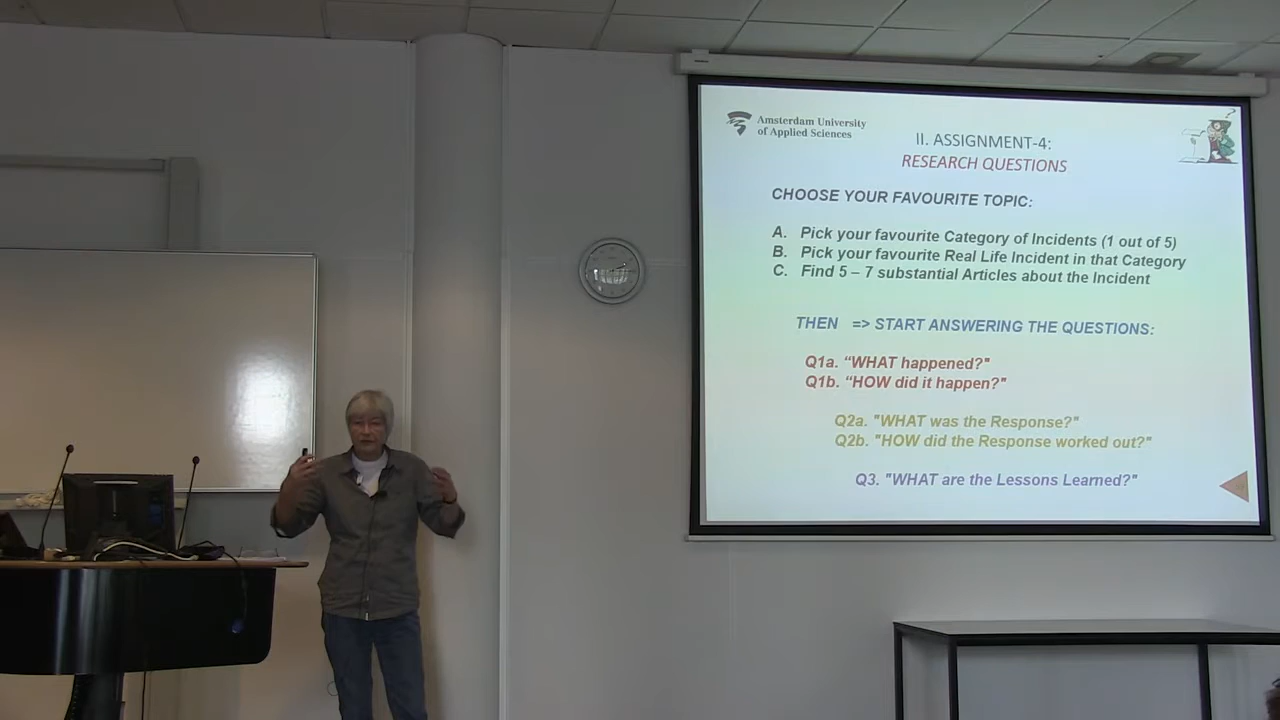 Amsterdam University
of Applied Sciences
II. ASSIGNMENT-4:
RESEARCH QUESTIONS
CHOOSE YOUR FAVOURITE TOPIC:
A. Pick your favourite Category of Incidents (1 out of 5)
B. Pick your favourite Real Life Incident in that Category
C. Find 5 – 7 substantial Articles about the Incident
THEN => START ANSWERING THE QUESTIONS:
Q1a. “WHAT happened?"
Q1b. “HOW did it happen?"
Q2a. "WHAT was the Response?"
Q2b. "HOW did the Response worked out?"
Q3. "WHAT are the Lessons Learned?"